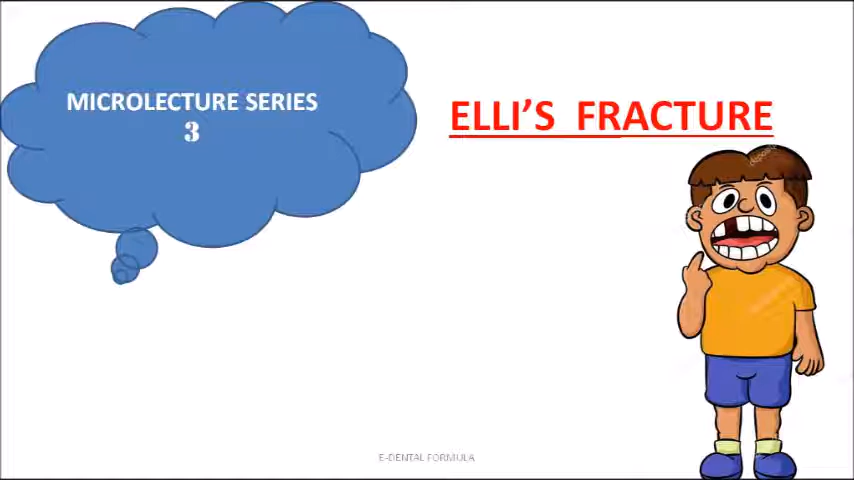 MICROLECTURE SERIES
3
ELLI'S FRACTURE
E-DENTAL FORMULA